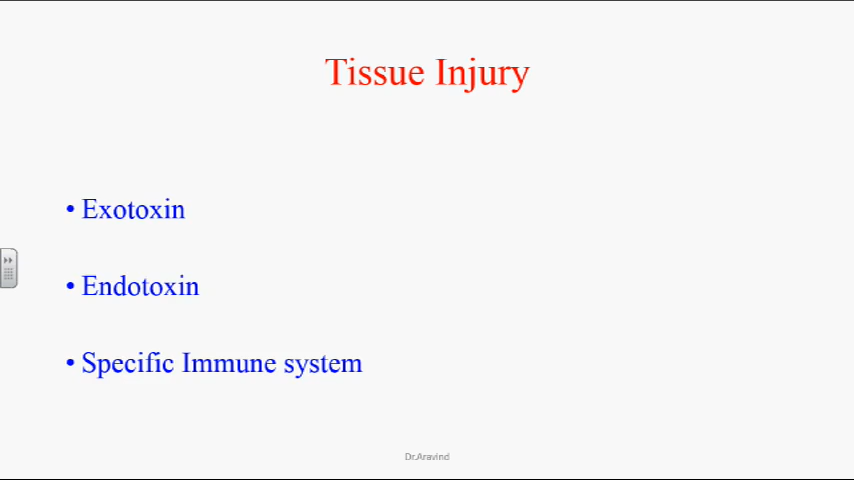 Tissue Injury
• Exotoxin
• Endotoxin
• Specific Immune system
Dr.Aravind